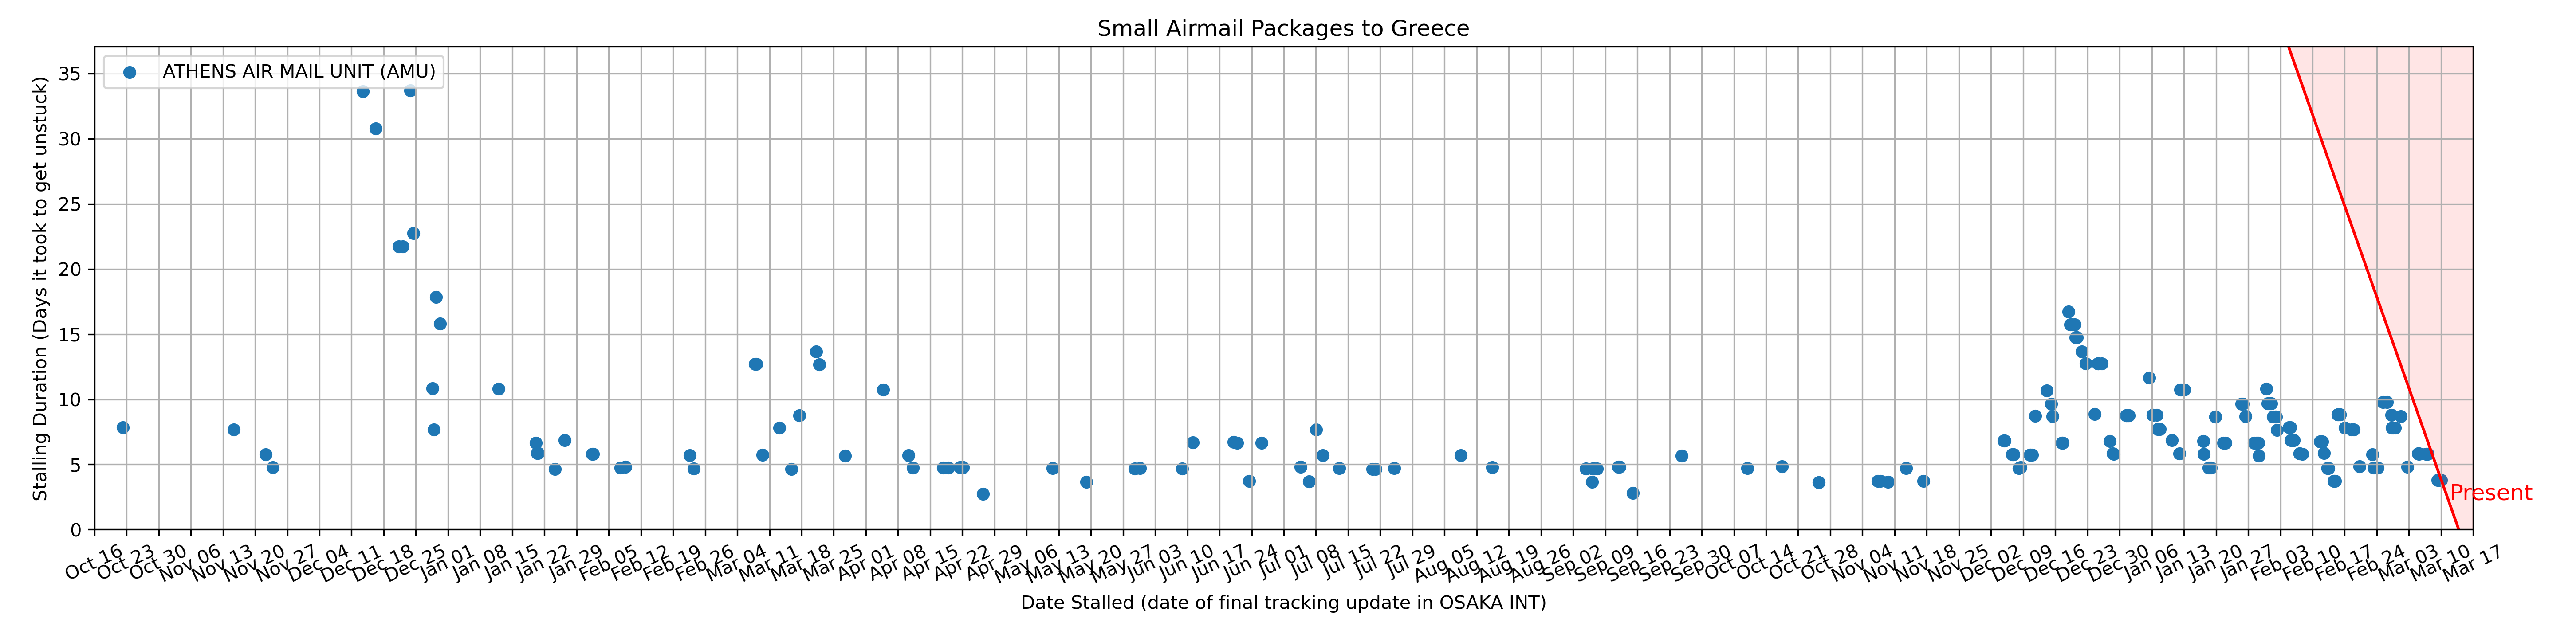 Small Airmail Packages to Greece
ATHENS AIR MAIL UNIT (AMU)
Stalling Duration (Days it took to get unstuck)
35
30
25
20
15
10
5
0
Present
Oct 16
Oct 23
Oct 30
Nov 06
Nov 13
Nov 20
Nov 27
Dec 04
Dec 11
Dec 18
Dec 25
Jan 01
Jan 08
Jan 15
Jan 22
Jan 29
Feb 05
Feb 12
Feb 19
Feb 26
Mar 04
Mar 11
Mar 18
Mar 25
Apr 01
Apr 08
Apr 15
Apr 22
Apr 29
May 06
May 13
May 20
May 27
Jun 03
Jun 10
Jun 17
Jun 24
Jul 01
Jul 08
Jul 15
Jul 22
Jul 29
Aug 05
Aug 12
Aug 19
Aug 26
Sep 02
Sep 09
Sep 16
Sep 23
Sep 30
Oct 07
Oct 14
Oct 21
Oct 28
Nov 04
Nov 11
Nov 18
Nov 25
Dec 02
Dec 09
Dec 16
Dec 23
Dec 30
Jan 06
Jan 13
Jan 20
Jan 27
Feb 03
Feb 10
Feb 17
Feb 24
Mar 03
Mar 10
Mar 17
Date Stalled (date of final tracking update in OSAKA INT)